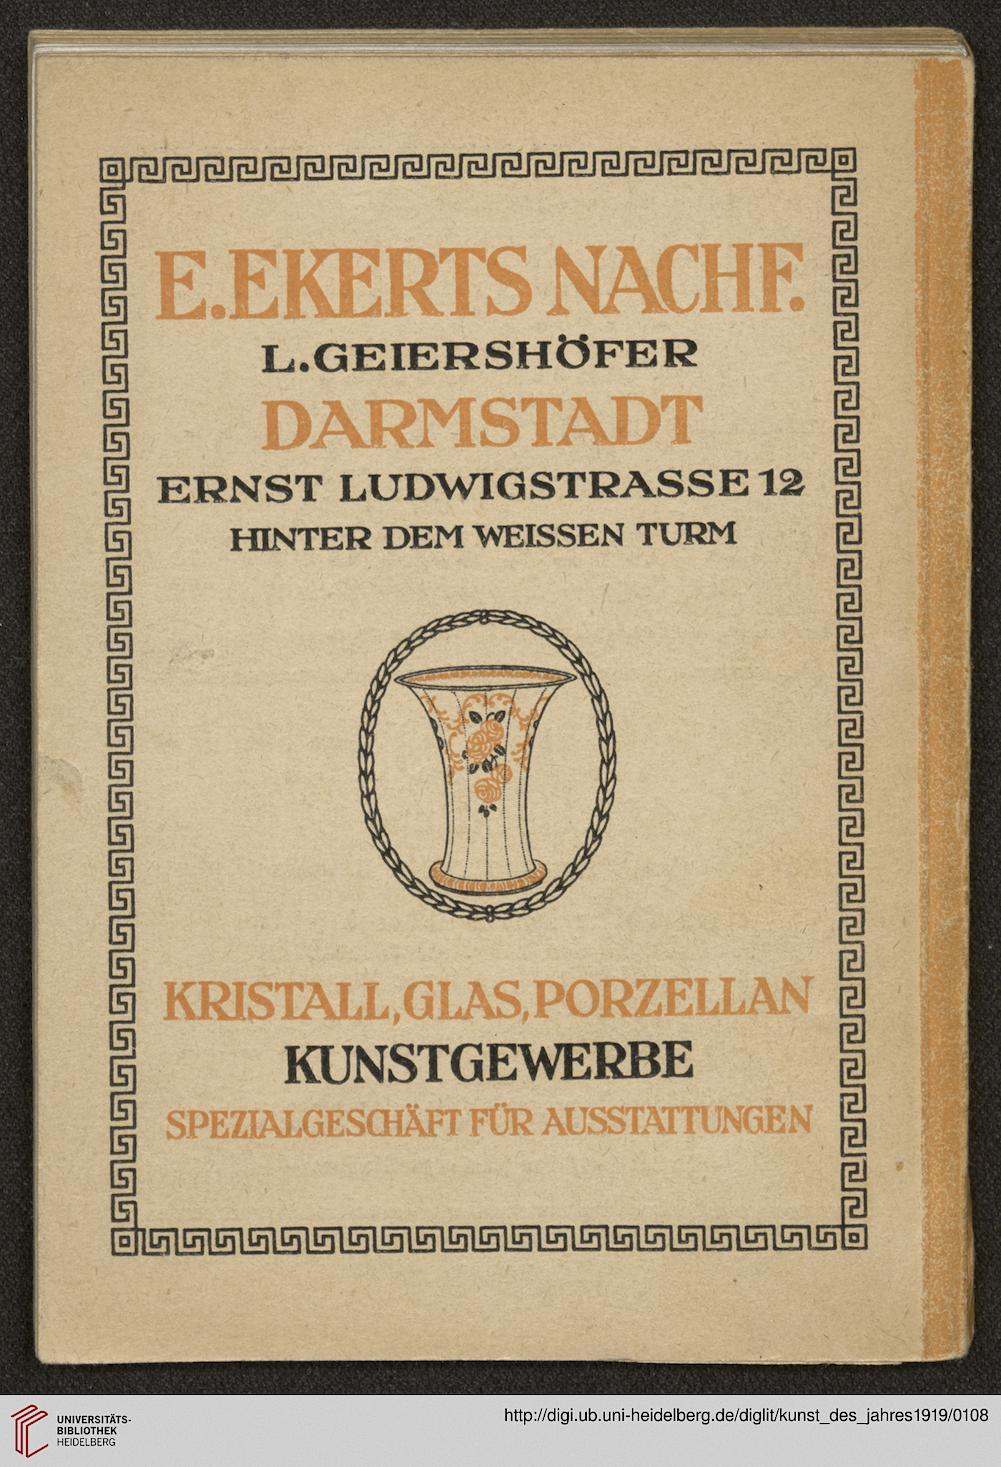 E. EKERTS NACHF.
L. GEIERSHÖFER
DARMSTADT
ERNST LUDWIGSTRASSE 12
HINTER DEM WEISSEN TURM
KRISTALL, GLAS, PORZELLAN
KUNSTGEWERBE
SPEZIALGESCHÄFT FÜR AUSSTATTUNGEN
UNIVERSITÄTS-
BIBLIOTHEK
HEIDELBERG
http://digi.ub.uni-heidelberg.de/diglit/kunst_des_jahres1919/0108